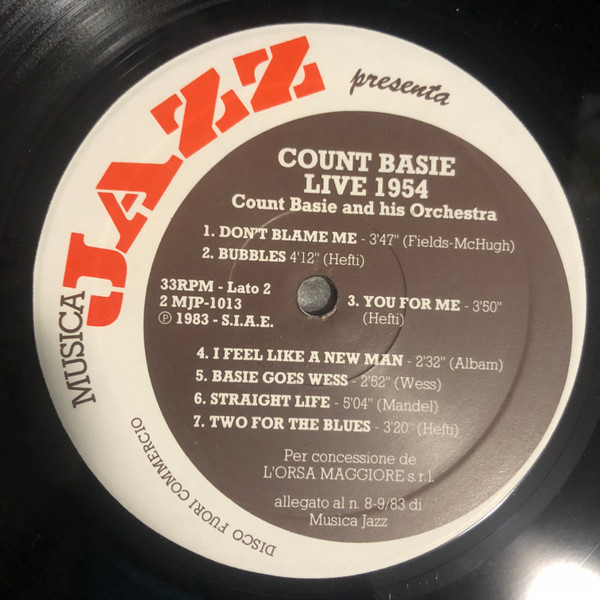 MUSICA JAZZ presenta
COUNT BASIE
LIVE 1954
Count Basie and his Orchestra
1. DON'T BLAME ME - 3'47" (Fields-McHugh)
2. BUBBLES 4'12" (Hefti)
33RPM - Lato 2
2 MJP-1013
℗ 1983 - S.I.A.E.
3. YOU FOR ME - 3'50"
(Hefti)
4. I FEEL LIKE A NEW MAN - 2'32" (Albam)
5. BASIE GOES WESS - 2'52" (Wess)
6. STRAIGHT LIFE - 5'04" (Mandel)
7. TWO FOR THE BLUES - 3'20" (Hefti)
Per concessione de
L'ORSA MAGGIORE s.r.l.
allegato al n. 8-9/83 di
Musica Jazz
DISCO FUORI COMMERCIO